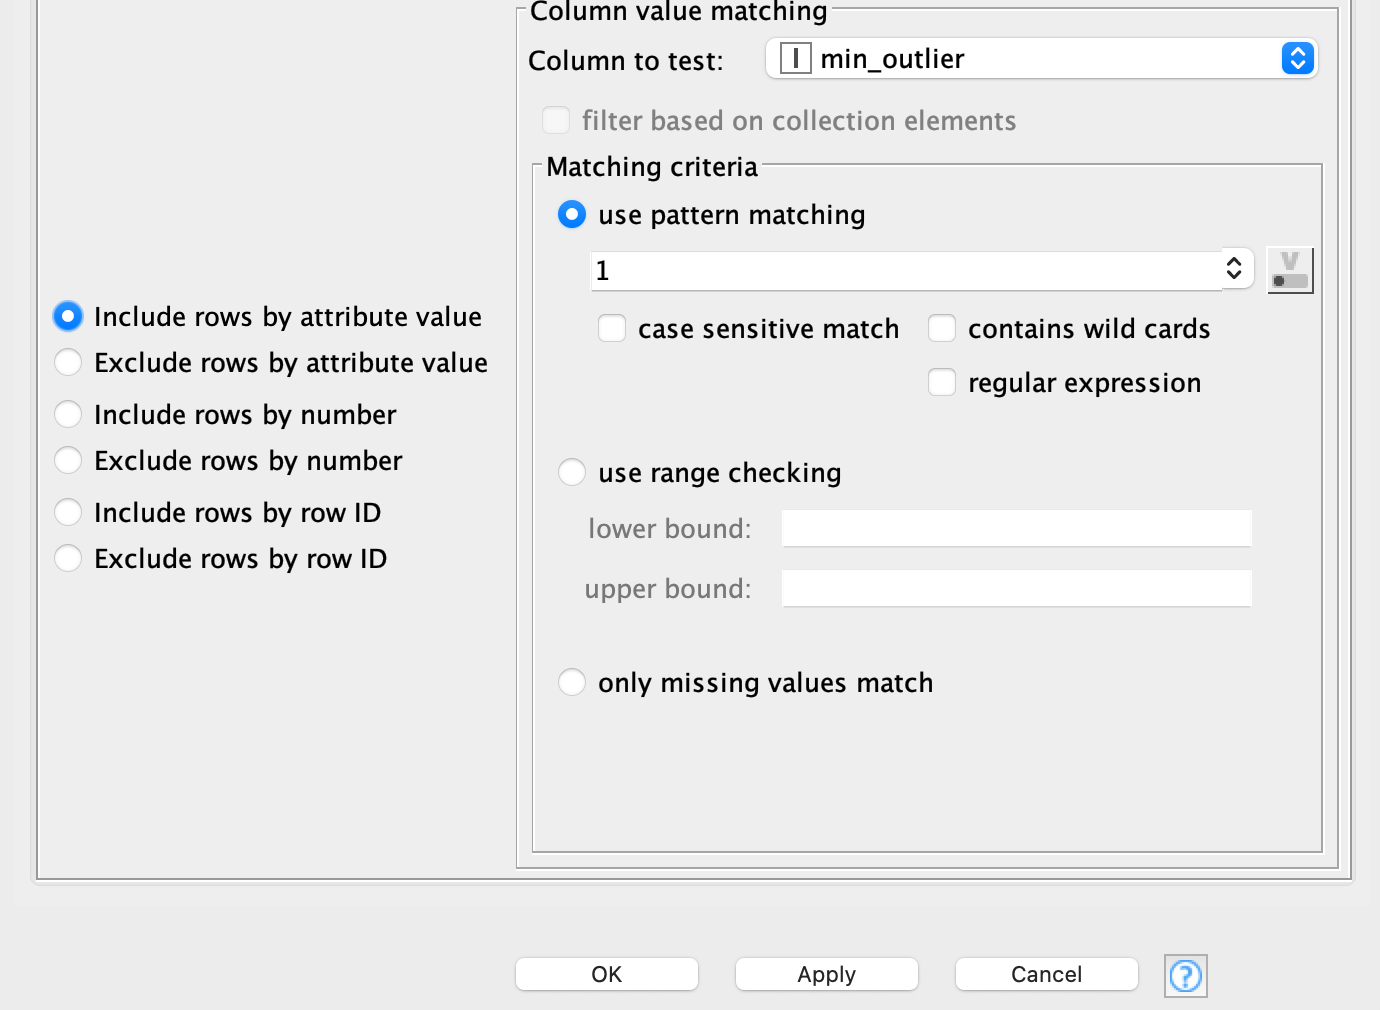 Column value matching
Column to test: I min_outlier
filter based on collection elements
Matching criteria
use pattern matching
1
V
case sensitive match contains wild cards
regular expression
Include rows by attribute value
Exclude rows by attribute value
Include rows by number
Exclude rows by number
Include rows by row ID
Exclude rows by row ID
use range checking
lower bound:
upper bound:
only missing values match
OK Apply Cancel ?